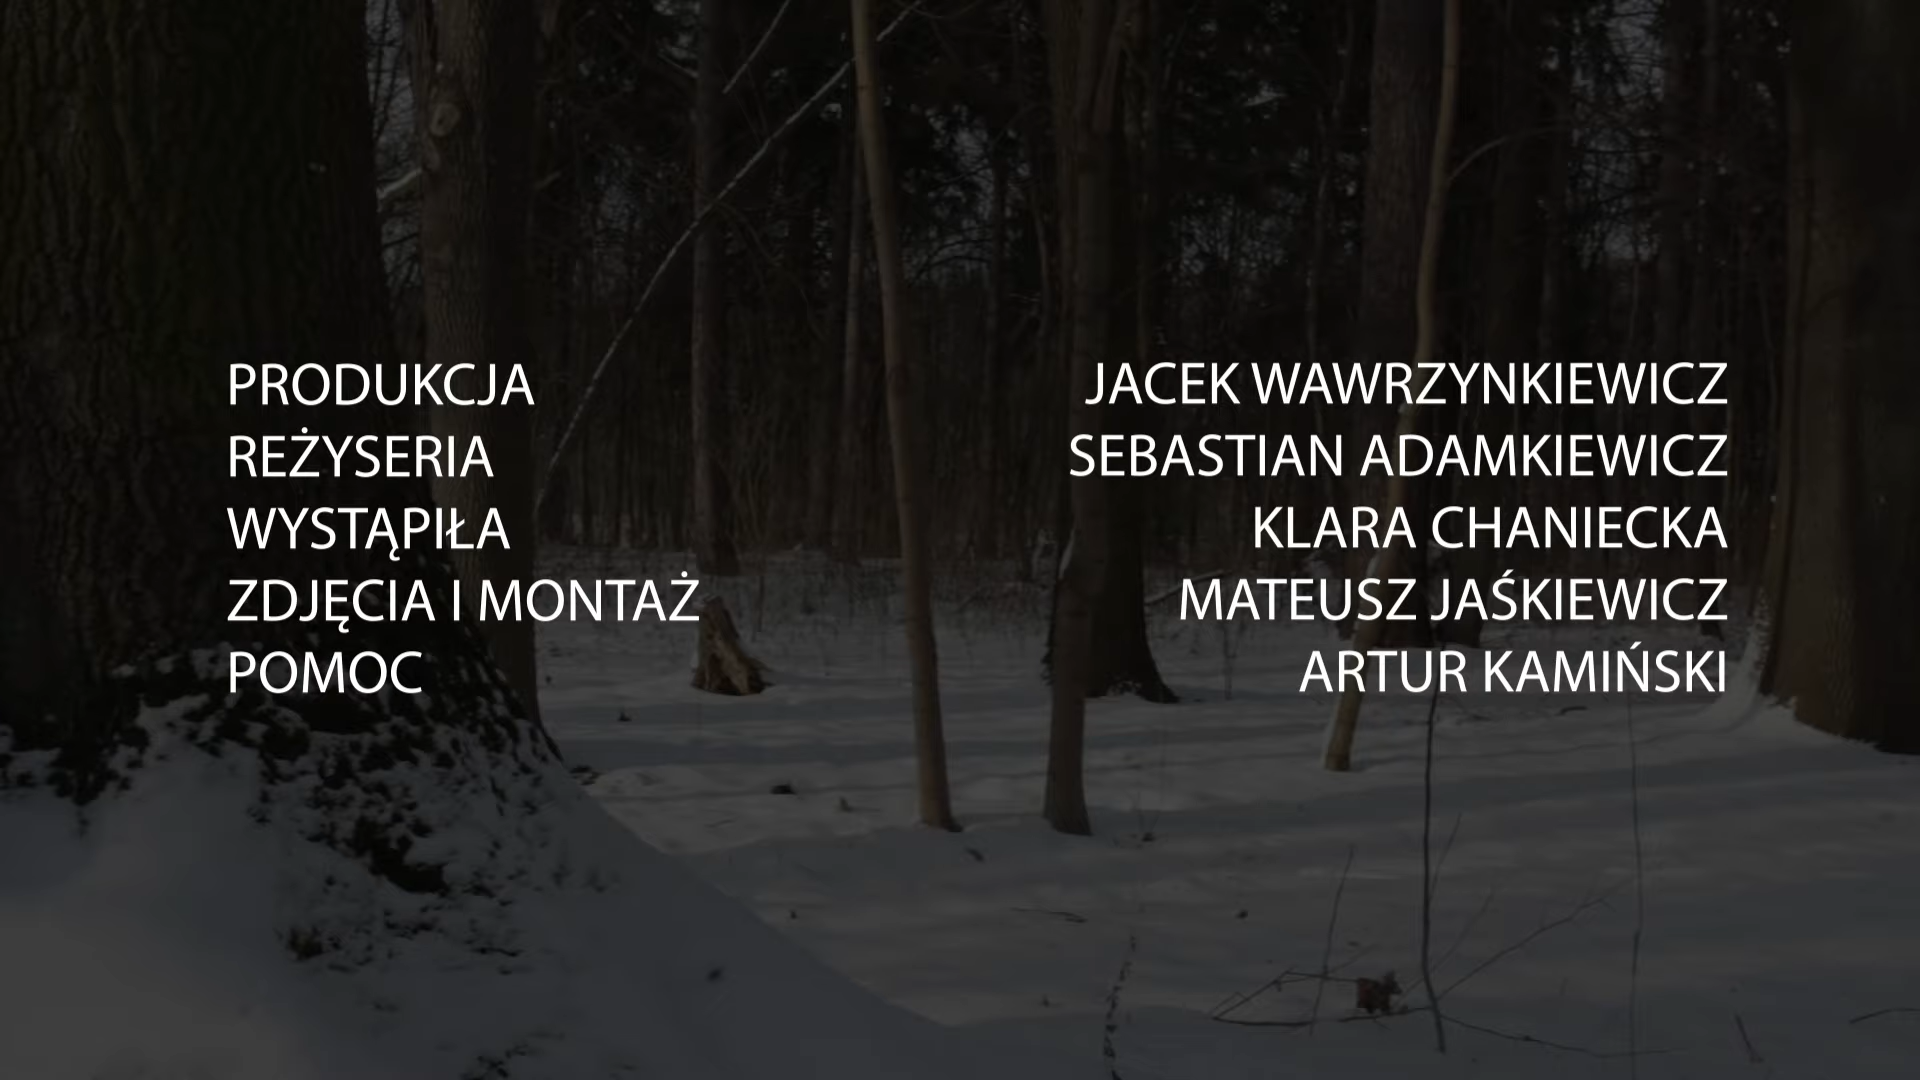 PRODUKCJA JACEK WAWRZYNKIEWICZ
REŻYSERIA SEBASTIAN ADAMKIEWICZ
WYSTĄPIŁA KLARA CHANIECKA
ZDJĘCIA I MONTAŻ MATEUSZ JAŚKIEWICZ
POMOC ARTUR KAMIŃSKI